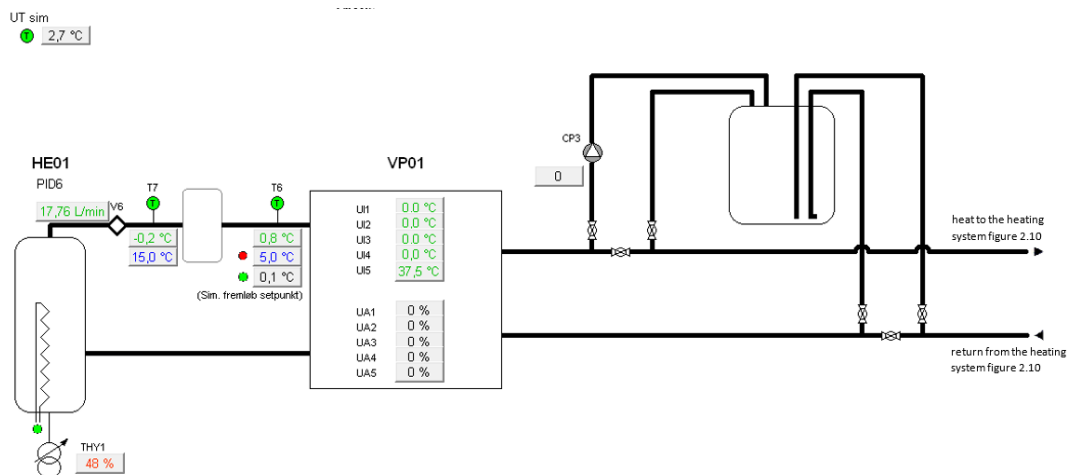 UT sim
T 2,7 °C
CP3
0
HE01
PID6
17,76 L/min
V6
T7
T
-0,2 °C
15,0 °C
T6
T
0,8 °C
5,0 °C
0,1 °C
(Sim. fremløb setpunkt)
VP01
UI1 0.0 °C
UI2 0.0 °C
UI3 0.0 °C
UI4 0,0 °C
UI5 37,5 °C
UA1 0 %
UA2 0 %
UA3 0 %
UA4 0 %
UA5 0 %
heat to the heating
system figure 2.10
return from the heating
system figure 2.10
THY1
48 %